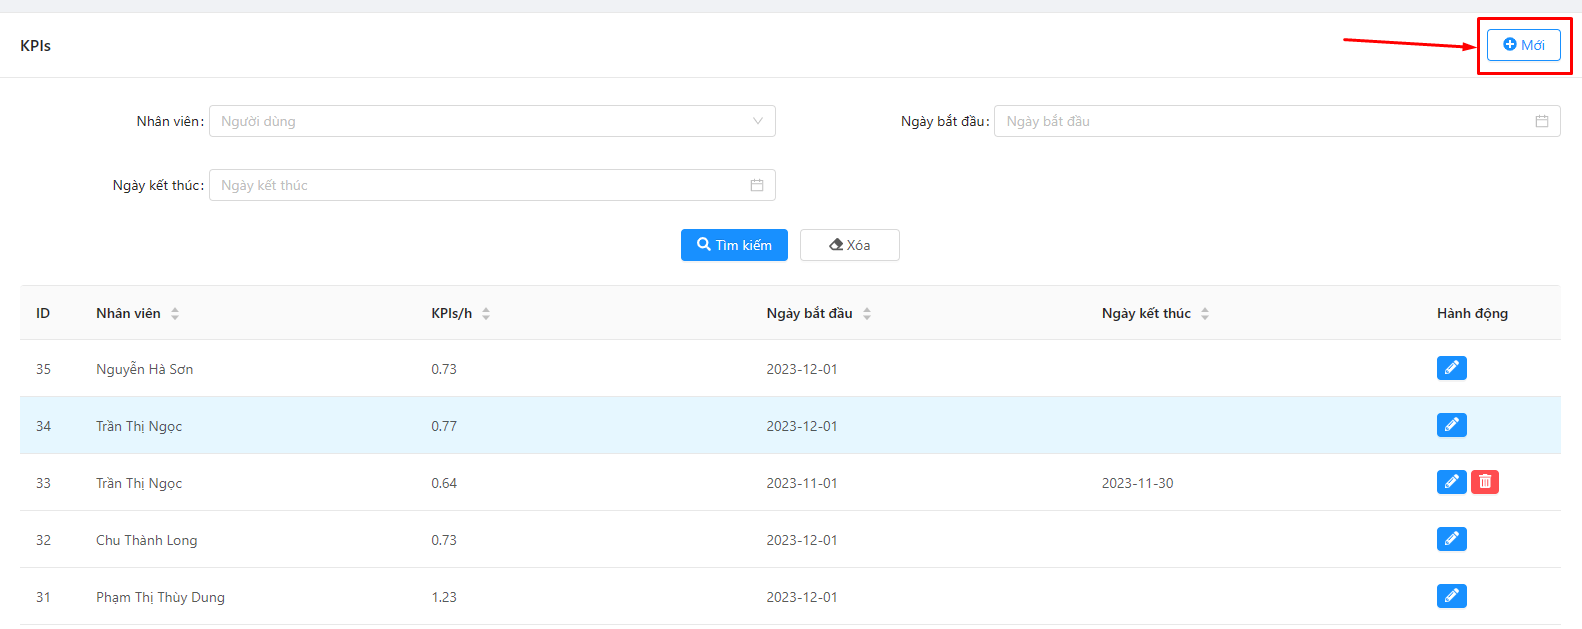 KPIs
Mới
Nhân viên: Người dùng
Ngày bắt đầu: Ngày bắt đầu
Ngày kết thúc: Ngày kết thúc
Tìm kiếm Xóa
ID Nhân viên KPIs/h Ngày bắt đầu Ngày kết thúc Hành động
35 Nguyễn Hà Sơn 0.73 2023-12-01
34 Trần Thị Ngọc 0.77 2023-12-01
33 Trần Thị Ngọc 0.64 2023-11-01 2023-11-30
32 Chu Thành Long 0.73 2023-12-01
31 Phạm Thị Thùy Dung 1.23 2023-12-01